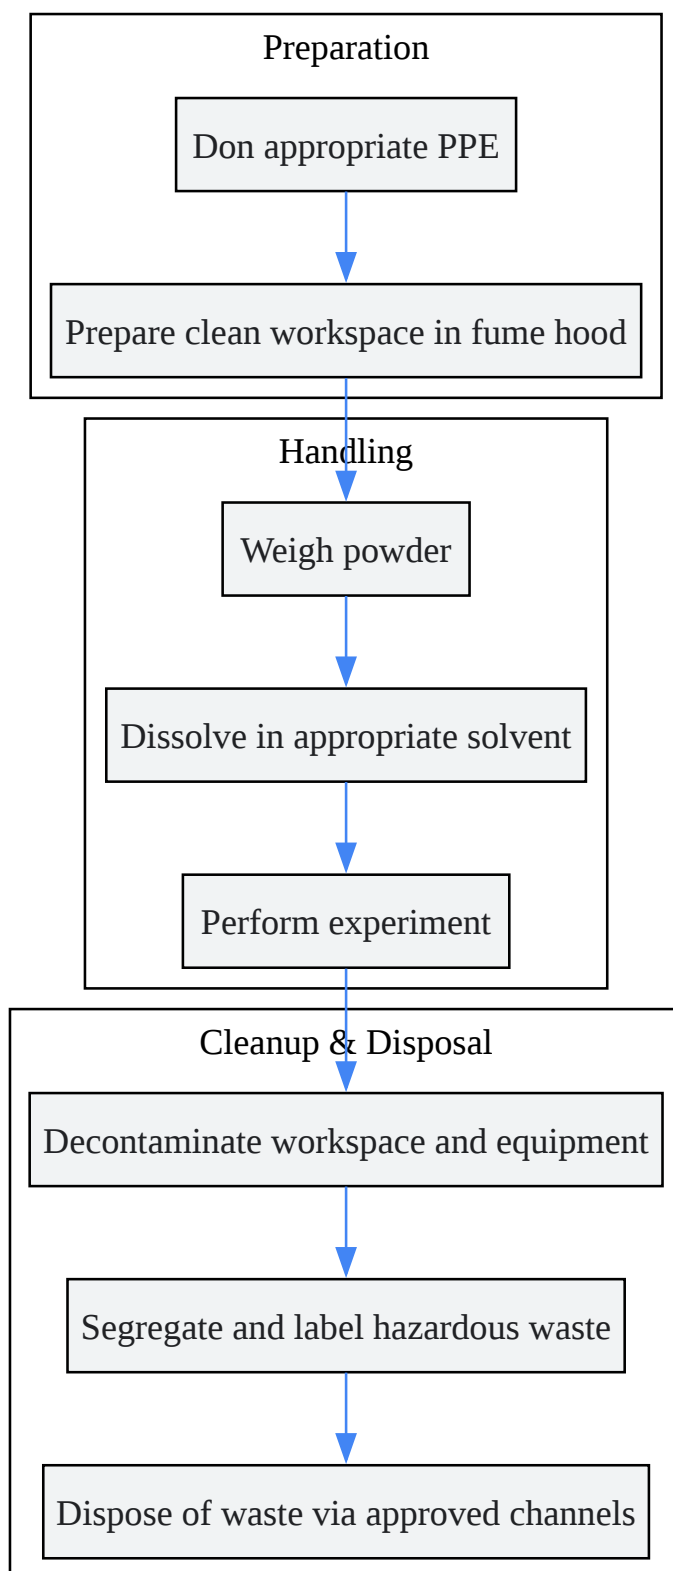 Preparation
Don appropriate PPE
Prepare clean workspace in fume hood
Handling
Weigh powder
Dissolve in appropriate solvent
Perform experiment
Cleanup & Disposal
Decontaminate workspace and equipment
Segregate and label hazardous waste
Dispose of waste via approved channels